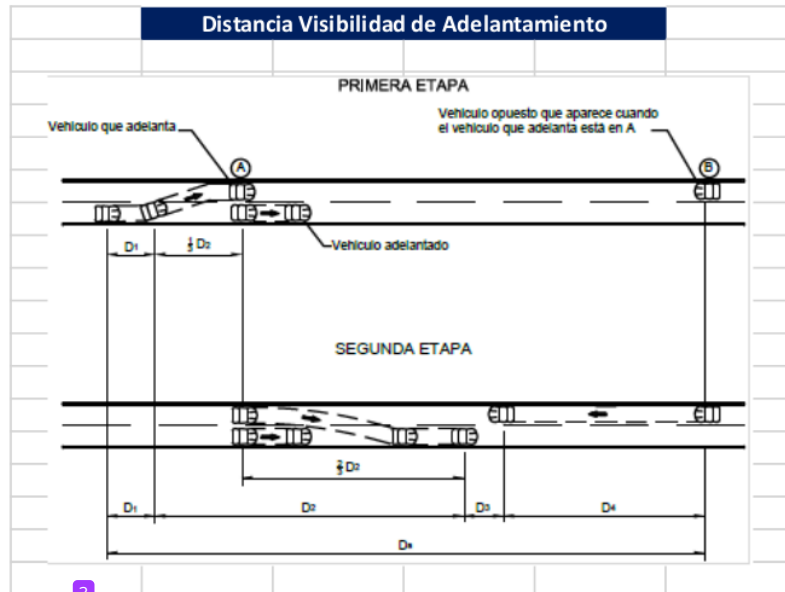 Distancia Visibilidad de Adelantamiento
PRIMERA ETAPA
Vehiculo que adelanta
Vehiculo opuesto que aparece cuando
el vehiculo que adelanta está en A
A
B
D1
1/3 D2
Vehiculo adelantado
SEGUNDA ETAPA
2/3 D2
D1
D2
D3
D4
Da